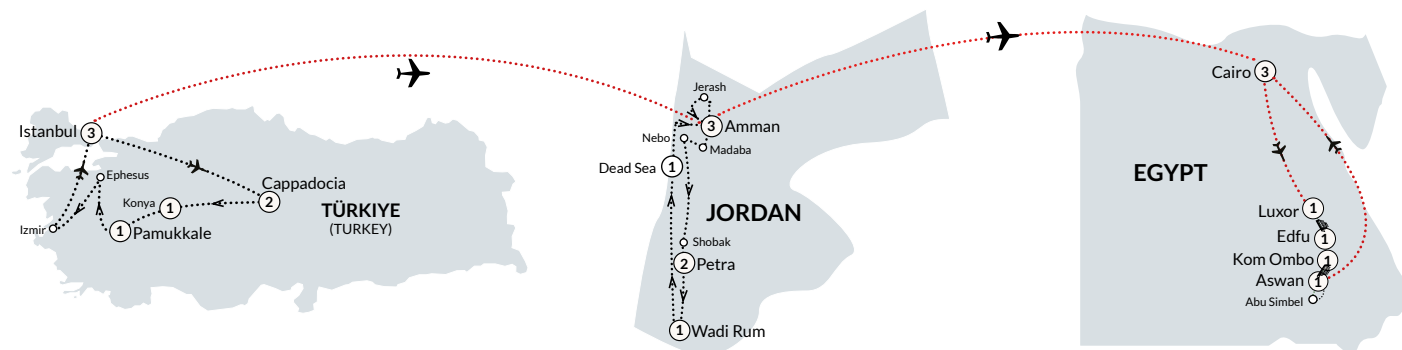 Istanbul 3
Ephesus
Cappadocia
2
Konya 1
TÜRKIYE
(TURKEY)
Izmir
1 Pamukkale
Jerash
3 Amman
Nebo
Madaba
Dead Sea 1
JORDAN
Shobak
2 Petra
1 Wadi Rum
Cairo 3
EGYPT
Luxor 1
Edfu 1
Kom Ombo 1
Aswan 1
Abu Simbel